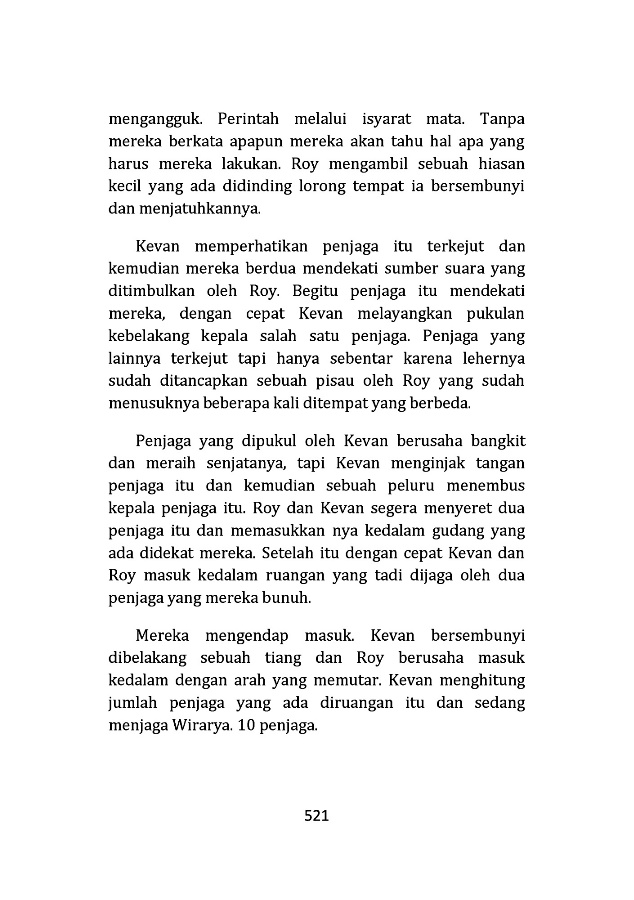 mengangguk. Perintah melalui isyarat mata. Tanpa
mereka berkata apapun mereka akan tahu hal apa yang
harus mereka lakukan. Roy mengambil sebuah hiasan
kecil yang ada didinding lorong tempat ia bersembunyi
dan menjatuhkannya.
Kevan memperhatikan penjaga itu terkejut dan
kemudian mereka berdua mendekati sumber suara yang
ditimbulkan oleh Roy. Begitu penjaga itu mendekati
mereka, dengan cepat Kevan melayangkan pukulan
kebelakang kepala salah satu penjaga. Penjaga yang
lainnya terkejut tapi hanya sebentar karena lehernya
sudah ditancapkan sebuah pisau oleh Roy yang sudah
menusuknya beberapa kali ditempat yang berbeda.
Penjaga yang dipukul oleh Kevan berusaha bangkit
dan meraih senjatanya, tapi Kevan menginjak tangan
penjaga itu dan kemudian sebuah peluru menembus
kepala penjaga itu. Roy dan Kevan segera menyeret dua
penjaga itu dan memasukkan nya kedalam gudang yang
ada didekat mereka. Setelah itu dengan cepat Kevan dan
Roy masuk kedalam ruangan yang tadi dijaga oleh dua
penjaga yang mereka bunuh.
Mereka mengendap masuk. Kevan bersembunyi
dibelakang sebuah tiang dan Roy berusaha masuk
kedalam dengan arah yang memutar. Kevan menghitung
jumlah penjaga yang ada diruangan itu dan sedang
menjaga Wirarya. 10 penjaga.
521